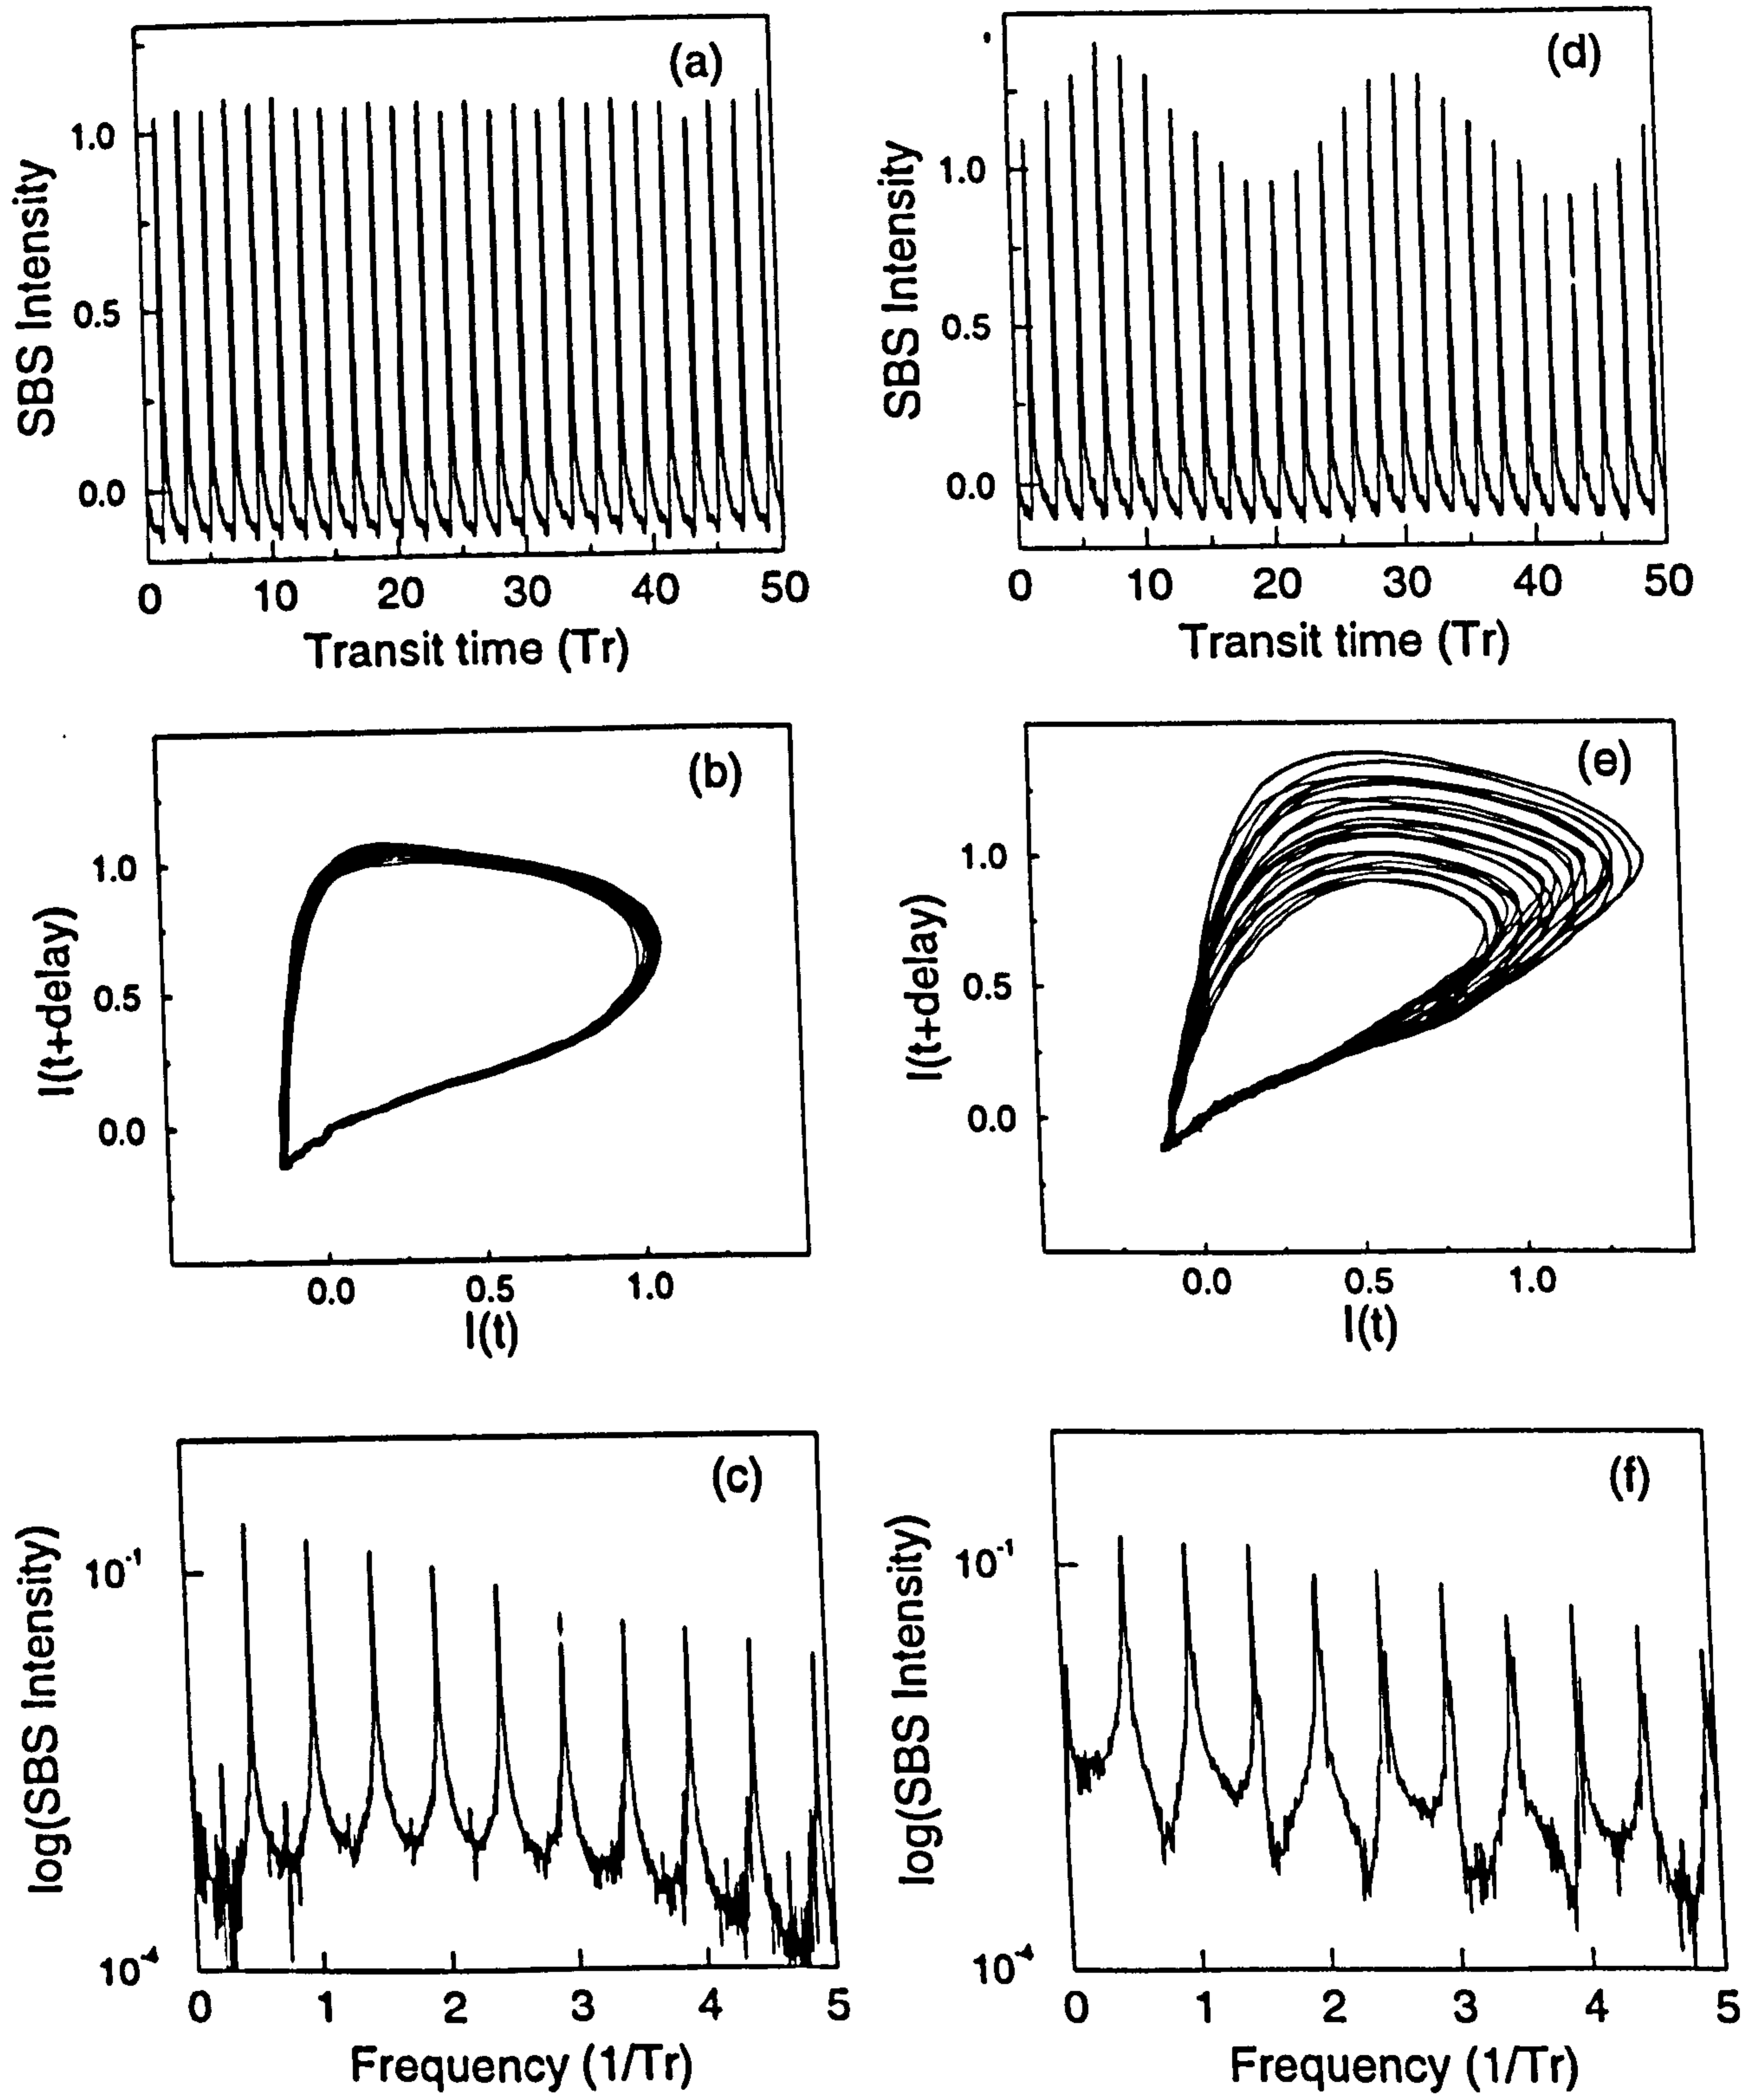 (a)
SBS Intensity
1.0
0.5
0.0
0 10 20 30 40 50
Transit time (Tr)
(d)
SBS Intensity
1.0
0.5
0.0
0 10 20 30 40 50
Transit time (Tr)
(b)
I(t+delay)
1.0
0.5
0.0
0.0 0.5 1.0
I(t)
(e)
I(t+delay)
1.0
0.5
0.0
0.0 0.5 1.0
I(t)
(c)
log(SBS Intensity)
10-1
10-4
0 1 2 3 4 5
Frequency (1/Tr)
(f)
log(SBS Intensity)
10-1
10-4
0 1 2 3 4 5
Frequency (1/Tr)